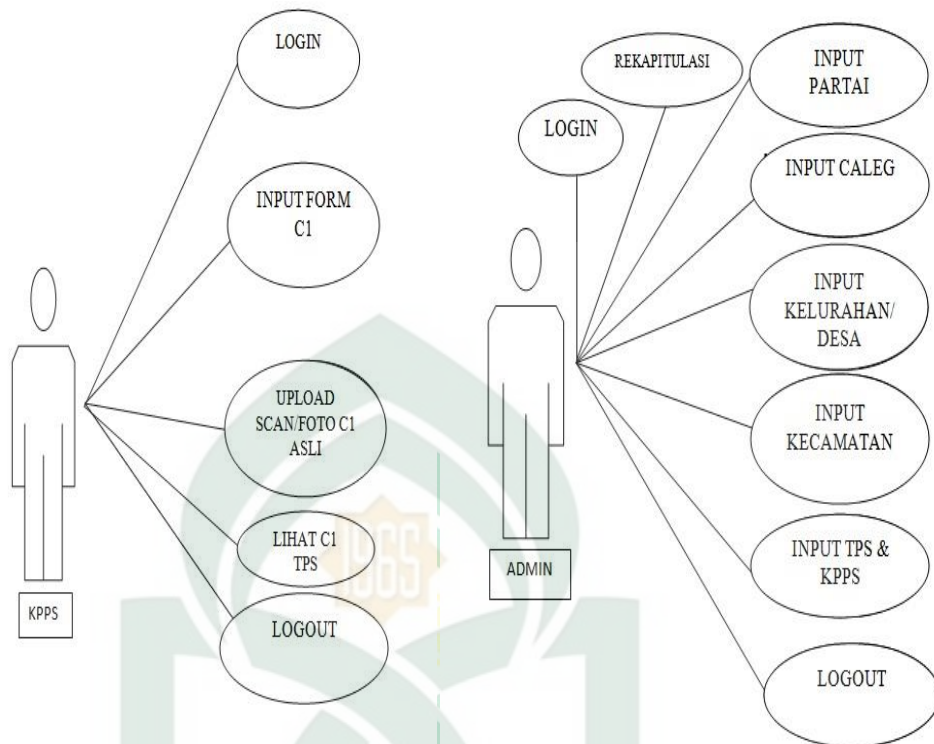 LOGIN
INPUT FORM
C1
UPLOAD
SCAN/FOTO C1
ASLI
LIHAT C1
TPS
LOGOUT
KPPS
1965
LOGIN
REKAPITULASI
INPUT
PARTAI
INPUT CALEG
INPUT
KELURAHAN/
DESA
INPUT
KECAMATAN
INPUT TPS &
KPPS
LOGOUT
ADMIN